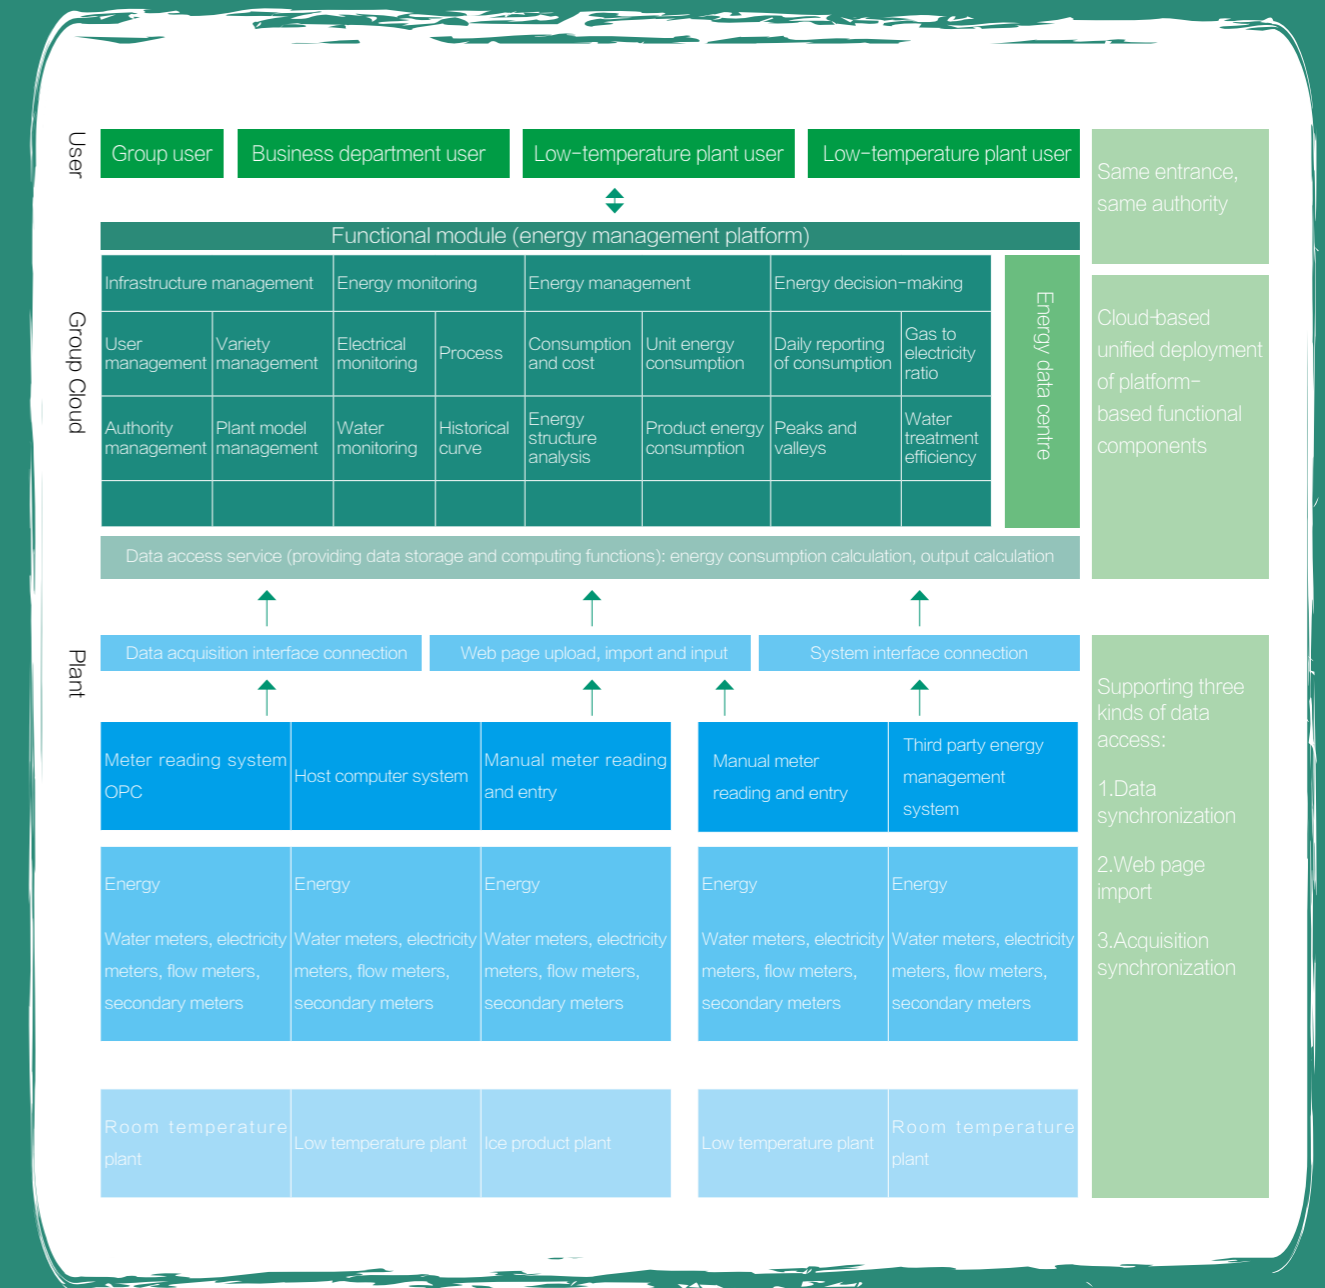 User
Group user
Business department user
Low-temperature plant user
Low-temperature plant user
Same entrance,
same authority
Group Cloud
Functional module (energy management platform)
Infrastructure management
Energy monitoring
Energy management
Energy decision-making
User
management
Variety
management
Electrical
monitoring
Process
Consumption
and cost
Unit energy
consumption
Daily reporting
of consumption
Gas to
electricity
ratio
Authority
management
Plant model
management
Water
monitoring
Historical
curve
Energy
structure
analysis
Product energy
consumption
Peaks and
valleys
Water
treatment
efficiency
Energy data centre
Cloud-based
unified deployment
of platform-
based functional
components
Data access service (providing data storage and computing functions): energy consumption calculation, output calculation
Plant
Data acquisition interface connection
Web page upload, import and input
System interface connection
Meter reading system
OPC
Host computer system
Manual meter reading
and entry
Manual meter
reading and entry
Third party energy
management
system
Energy
Water meters, electricity
meters, flow meters,
secondary meters
Energy
Water meters, electricity
meters, flow meters,
secondary meters
Energy
Water meters, electricity
meters, flow meters,
secondary meters
Energy
Water meters, electricity
meters, flow meters,
secondary meters
Energy
Water meters, electricity
meters, flow meters,
secondary meters
Room temperature
plant
Low temperature plant
Ice product plant
Low temperature plant
Room temperature
plant
Supporting three
kinds of data
access:
1.Data
synchronization
2.Web page
import
3.Acquisition
synchronization